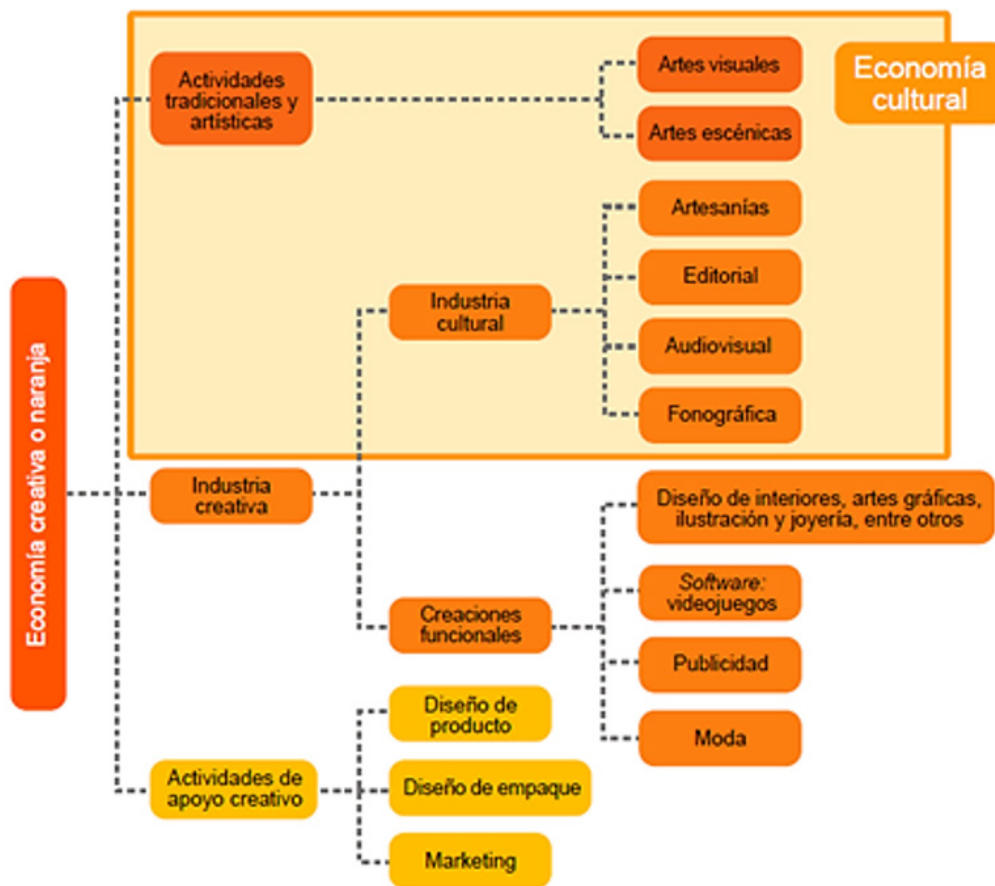 Economía creativa o naranja
Actividades
tradicionales y
artísticas
Artes visuales
Artes escénicas
Economía
cultural
Industria
cultural
Artesanías
Editorial
Audiovisual
Fonográfica
Industria
creativa
Creaciones
funcionales
Diseño de interiores, artes gráficas,
ilustración y joyería, entre otros
Software:
videojuegos
Publicidad
Moda
Actividades de
apoyo creativo
Diseño de
producto
Diseño de empaque
Marketing